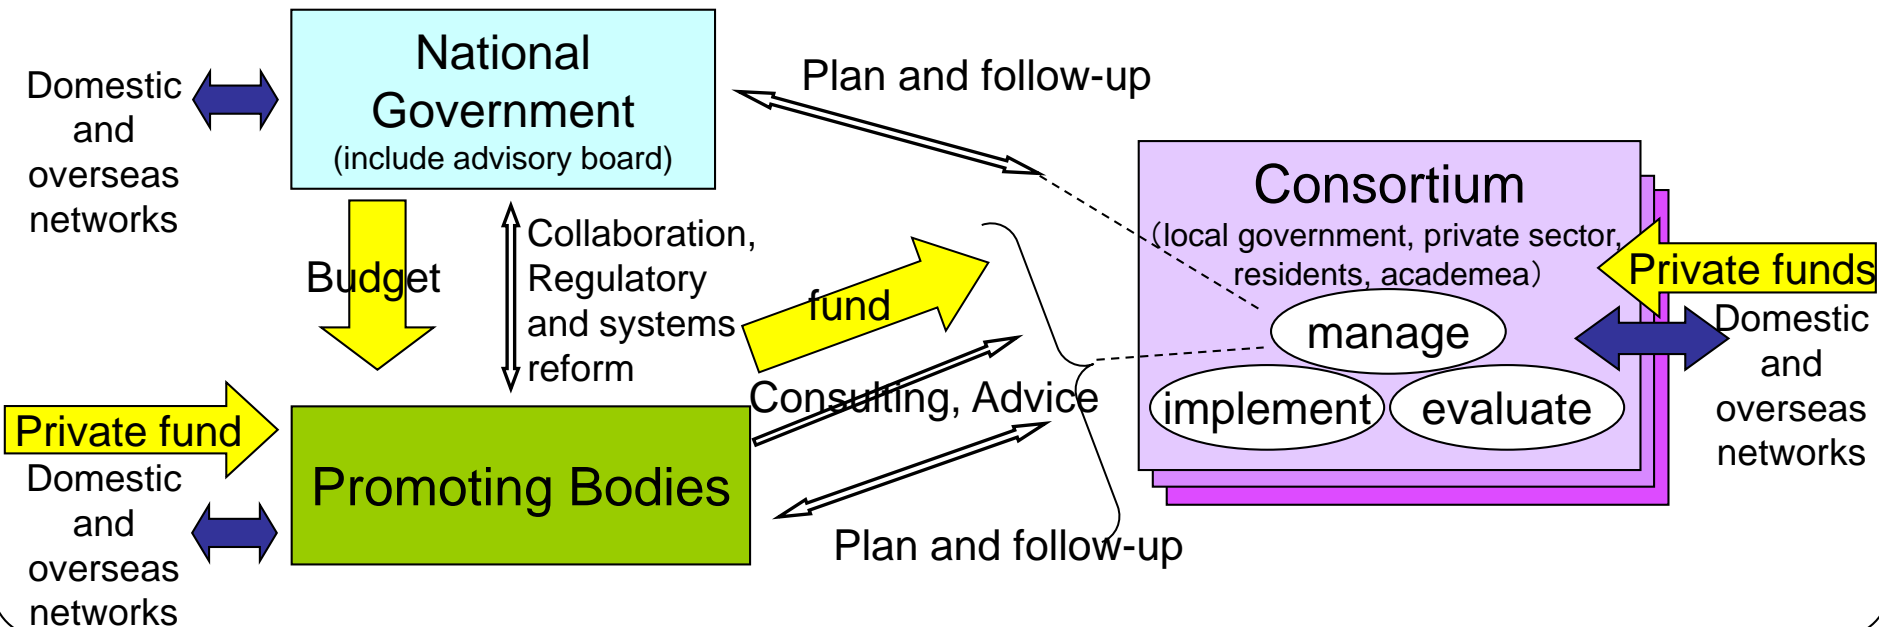 National
Government
(include advisory board)
Domestic
and
overseas
networks
Plan and follow-up
Budget
Collaboration,
Regulatory
and systems
reform
fund
Consulting, Advice
Plan and follow-up
Private fund
Domestic
and
overseas
networks
Promoting Bodies
Consortium
（local government, private sector,
residents, academea）
manage
implement
evaluate
Private funds
Domestic
and
overseas
networks